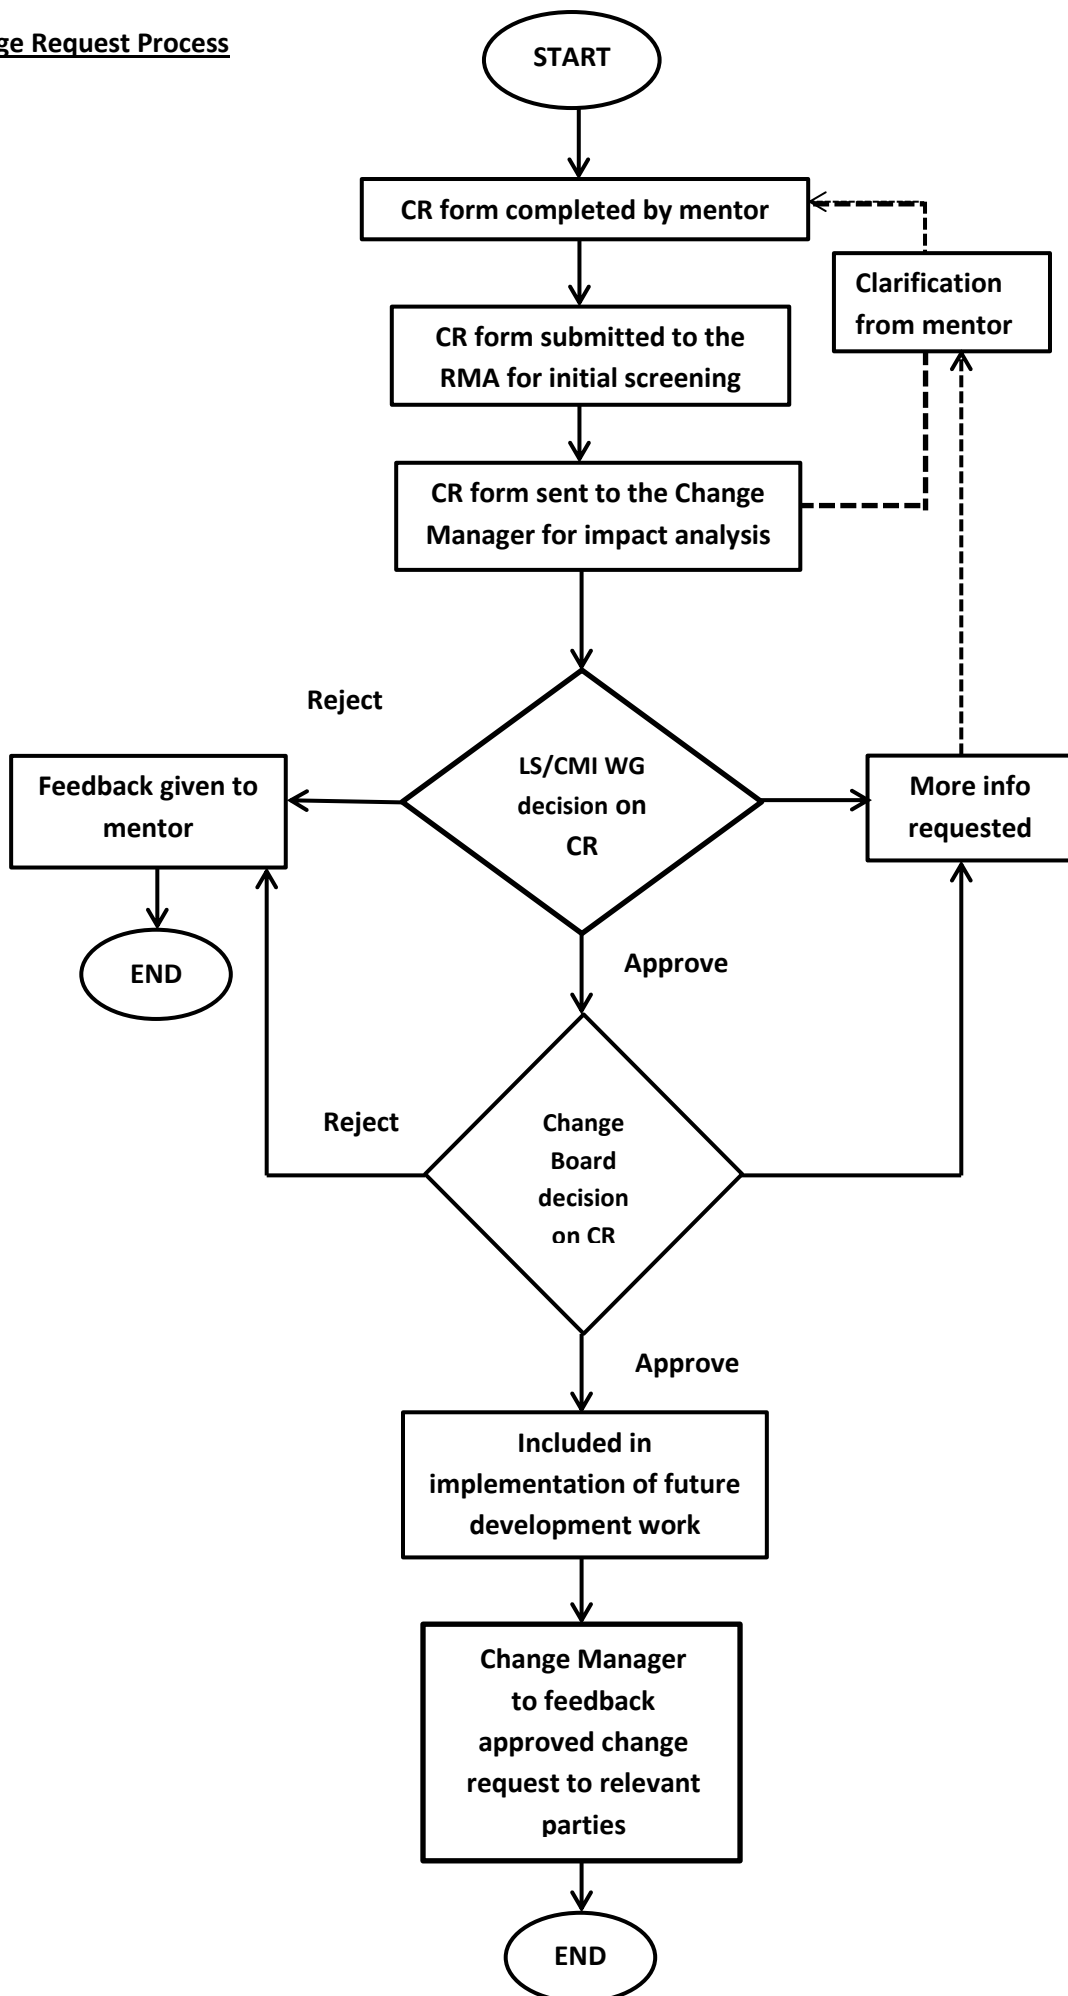 ge Request Process
START
CR form completed by mentor
Clarification
from mentor
CR form submitted to the
RMA for initial screening
CR form sent to the Change
Manager for impact analysis
Reject
LS/CMI WG
decision on
CR
Feedback given to
mentor
More info
requested
END
Approve
Reject
Change
Board
decision
on CR
Approve
Included in
implementation of future
development work
Change Manager
to feedback
approved change
request to relevant
parties
END